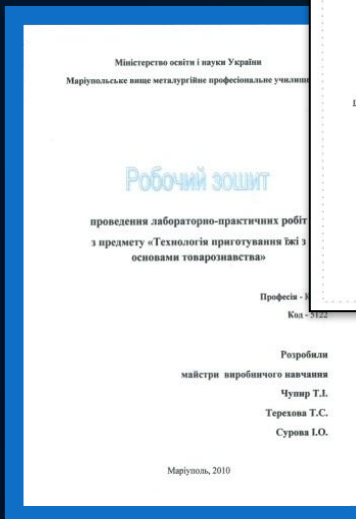 Міністерство освіти і науки України
Маріупольське вище металургійне професіональне
Робочий зошит
проведення лабораторно-практичних робіт
з предмету «Технологія приготування їжі з
основами товарознавства»
Професія -
Код - 5122
Розробили
майстри виробничого навчання
Чупир Т.І.
Терехова Т.С.
Сурова І.О.
Маріуполь, 2010